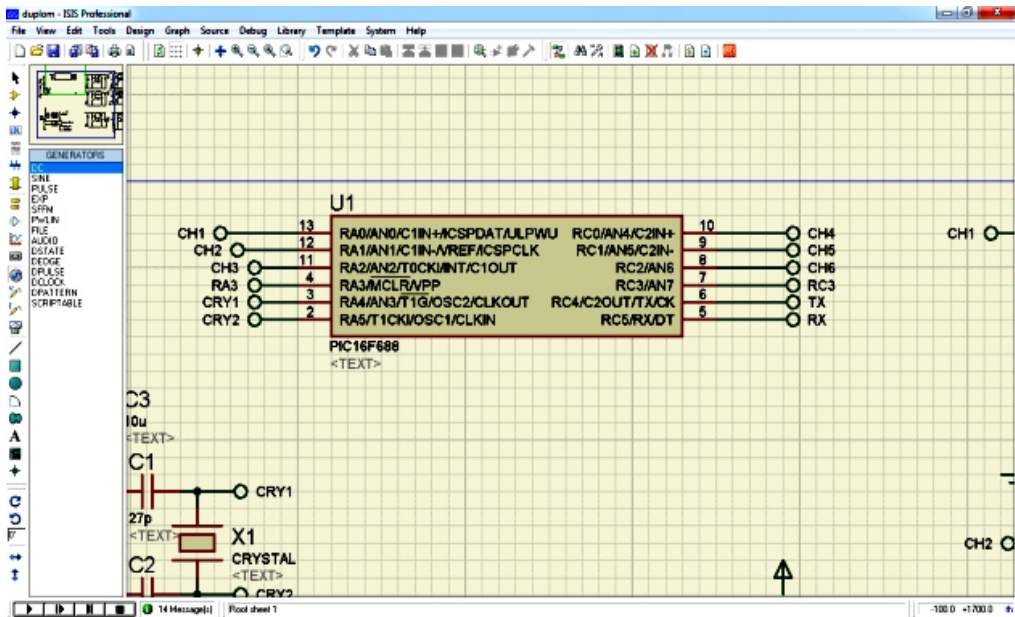 duplom - ISIS Professional
File View Edit Tools Design Graph Source Debug Library Template System Help
GENERATORS
DC
SINE
PULSE
EXP
SFFM
PWLIN
FILE
AUDIO
DSTATE
DEDGE
DPULSE
DCLOCK
DPATTERN
SCRIPTABLE
U1
CH1 13 RA0/AN0/C1IN+/ICSPDAT/ULPWU RC0/AN4/C2IN+ 10 CH4
CH2 12 RA1/AN1/C1IN-/VREF/ICSPCLK RC1/AN5/C2IN- 9 CH5
CH3 11 RA2/AN2/T0CKI/INT/C1OUT RC2/AN6 8 CH6
RA3 4 RA3/MCLR/VPP RC3/AN7 7 RC3
CRY1 3 RA4/AN3/T1G/OSC2/CLKOUT RC4/C2OUT/TX/CK 6 TX
CRY2 2 RA5/T1CKI/OSC1/CLKIN RC5/RX/DT 5 RX
PIC16F688
<TEXT>
CH1
C3
10u
<TEXT>
C1
CRY1
27p
<TEXT>
X1
CRYSTAL
<TEXT>
C2
CRY2
CH2
14 Message(s) Root sheet 1 -100.0 +1700.0 th